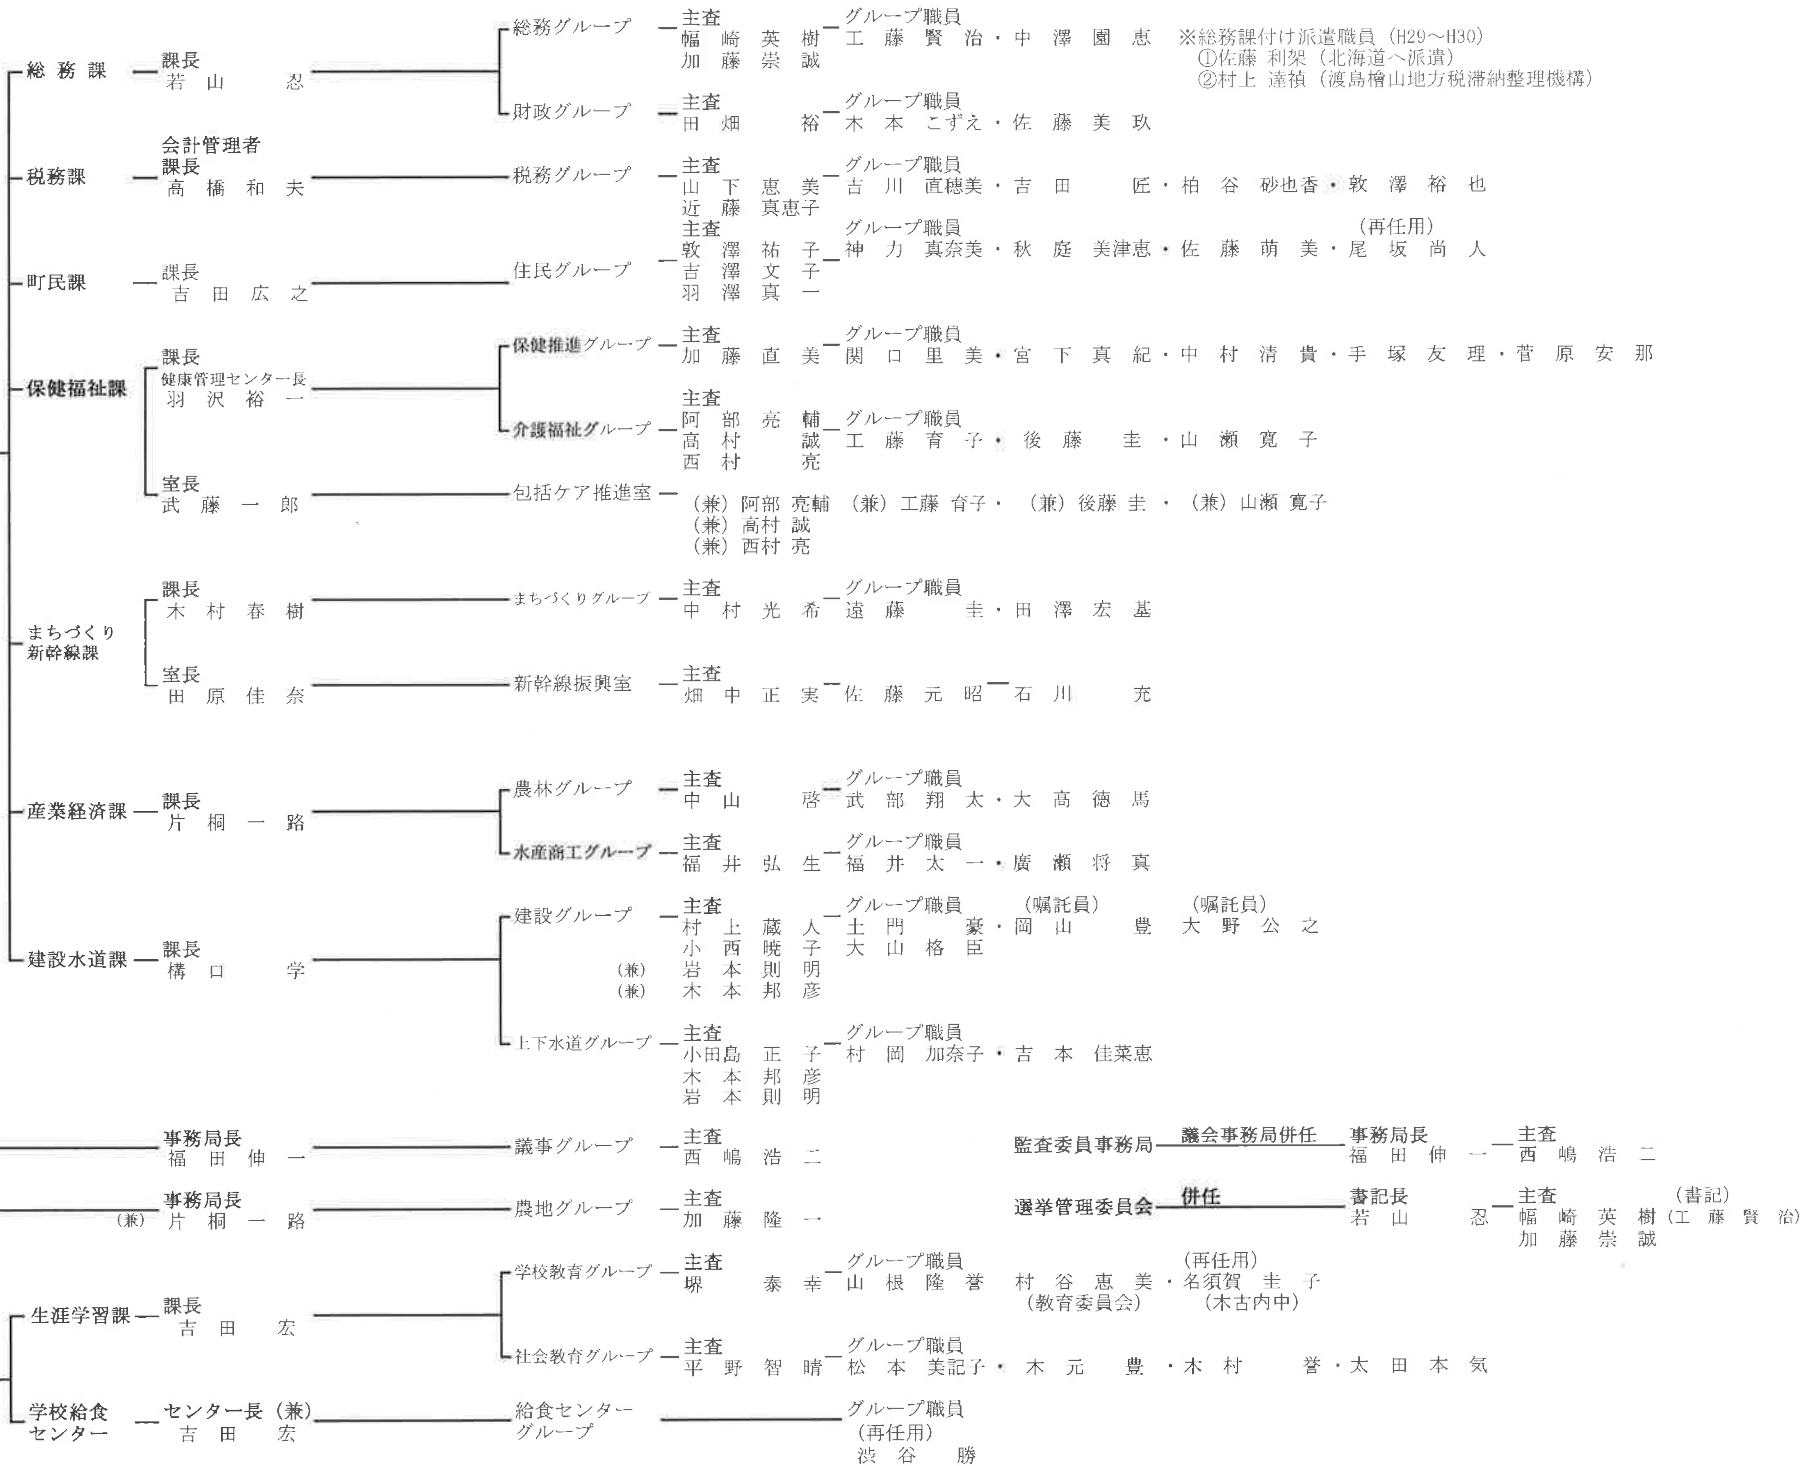 総務課
課長
若山 忍
総務グループ
主査
幅崎英樹
加藤崇誠
グループ職員
工藤賢治・中澤園恵
※総務課付け派遣職員（H29～H30）
①佐藤 利架（北海道へ派遣）
②村上 達禎（渡島檜山地方税滞納整理機構）
財政グループ
主査
田畑 裕
グループ職員
木本こずえ・佐藤美玖
税務課
会計管理者
課長
高橋和夫
税務グループ
主査
山下恵美
近藤真恵子
グループ職員
吉川直穂美・吉田 匠・柏谷砂也香・敦澤裕也
町民課
課長
吉田広之
住民グループ
主査
敦澤祐子
吉澤文子
羽澤真一
グループ職員
（再任用）
神力真奈美・秋庭美津恵・佐藤萌美・尾坂尚人
保健福祉課
課長
健康管理センター長
羽沢裕一
保健推進グループ
主査
加藤直美
グループ職員
関口里美・宮下真紀・中村清貴・手塚友理・菅原安那
介護福祉グループ
主査
阿部亮輔
高村 誠
西村 亮
グループ職員
工藤育子・後藤 圭・山瀬寛子
室長
武藤一郎
包括ケア推進室
（兼）阿部 亮輔
（兼）高村 誠
（兼）西村 亮
（兼）工藤 育子・（兼）後藤 圭・（兼）山瀬 寛子
まちづくり
新幹線課
課長
木村春樹
まちづくりグループ
主査
中村光希
グループ職員
遠藤 圭・田澤宏基
室長
田原佳奈
新幹線振興室
主査
畑中正実
佐藤元昭
石川 充
産業経済課
課長
片桐一路
農林グループ
主査
中山 啓
グループ職員
武部翔太・大高徳馬
水産商工グループ
主査
福井弘生
グループ職員
福井太一・廣瀬将真
建設水道課
課長
構口 学
建設グループ
主査
村上蔵人
小西暁子
（兼）岩本則明
（兼）木本邦彦
グループ職員
（嘱託員）
（嘱託員）
土門 豪・岡山 豊 大野公之
大山格臣
上下水道グループ
主査
小田島正子
木本邦彦
岩本則明
グループ職員
村岡加奈子・吉本佳菜恵
事務局長
福田伸一
議事グループ
主査
西嶋浩二
監査委員事務局
議会事務局併任
事務局長
福田伸一
主査
西嶋浩二
事務局長
（兼）片桐一路
農地グループ
主査
加藤隆一
選挙管理委員会
併任
書記長
若山 忍
主査
幅崎英樹
加藤崇誠
（書記）
（工藤賢治）
生涯学習課
課長
吉田 宏
学校教育グループ
主査
堺 泰幸
グループ職員
（再任用）
山根隆誉 村谷恵美・名須賀圭子
（教育委員会）
（木古内中）
社会教育グループ
主査
平野智晴
グループ職員
松本美記子・木元 豊・木村 誉・太田本気
学校給食
センター
センター長（兼）
吉田 宏
給食センター
グループ
グループ職員
（再任用）
渋谷 勝